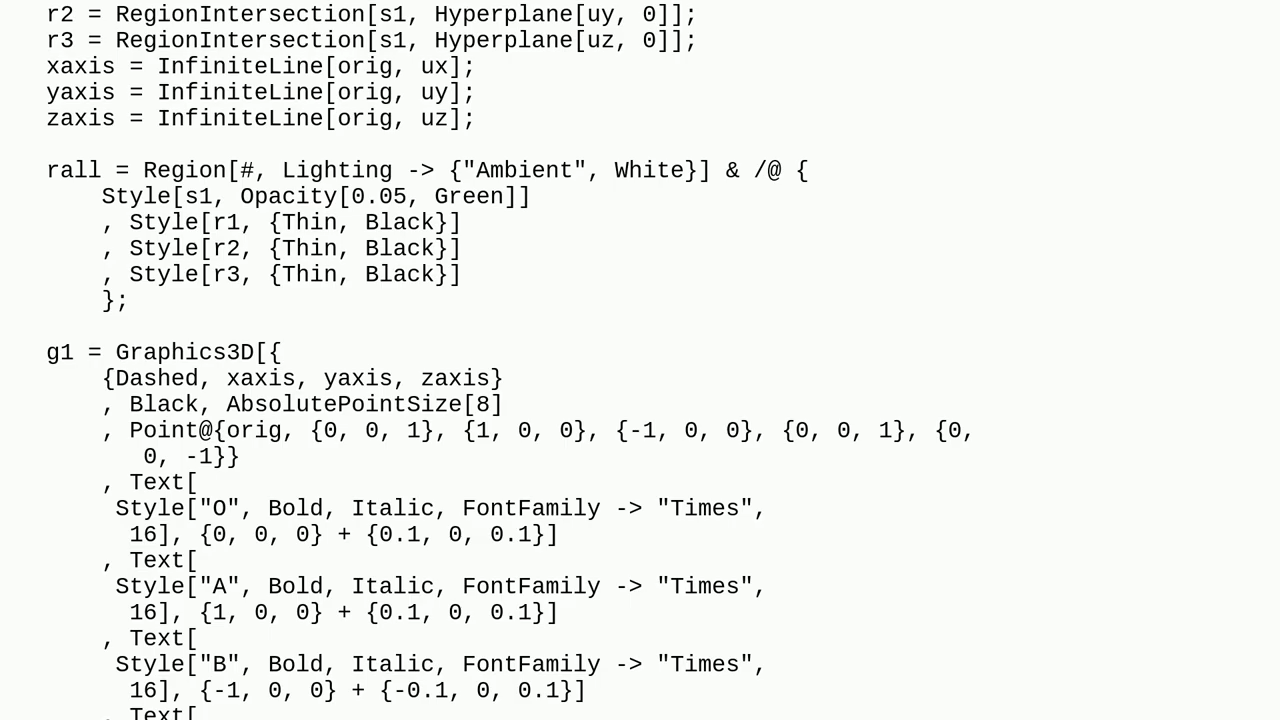 r2 = RegionIntersection[s1, Hyperplane[uy, 0]];
r3 = RegionIntersection[s1, Hyperplane[uz, 0]];
xaxis = InfiniteLine[orig, ux];
yaxis = InfiniteLine[orig, uy];
zaxis = InfiniteLine[orig, uz];
rall = Region[#, Lighting -> {"Ambient", White}] & /@ {
Style[s1, Opacity[0.05, Green]]
, Style[r1, {Thin, Black}]
, Style[r2, {Thin, Black}]
, Style[r3, {Thin, Black}]
};
g1 = Graphics3D[{
{Dashed, xaxis, yaxis, zaxis}
, Black, AbsolutePointSize[8]
, Point@{orig, {0, 0, 1}, {1, 0, 0}, {-1, 0, 0}, {0, 0, 1}, {0,
0, -1}}
, Text[
Style["O", Bold, Italic, FontFamily -> "Times",
16], {0, 0, 0} + {0.1, 0, 0.1}]
, Text[
Style["A", Bold, Italic, FontFamily -> "Times",
16], {1, 0, 0} + {0.1, 0, 0.1}]
, Text[
Style["B", Bold, Italic, FontFamily -> "Times",
16], {-1, 0, 0} + {-0.1, 0, 0.1}]
, Text[